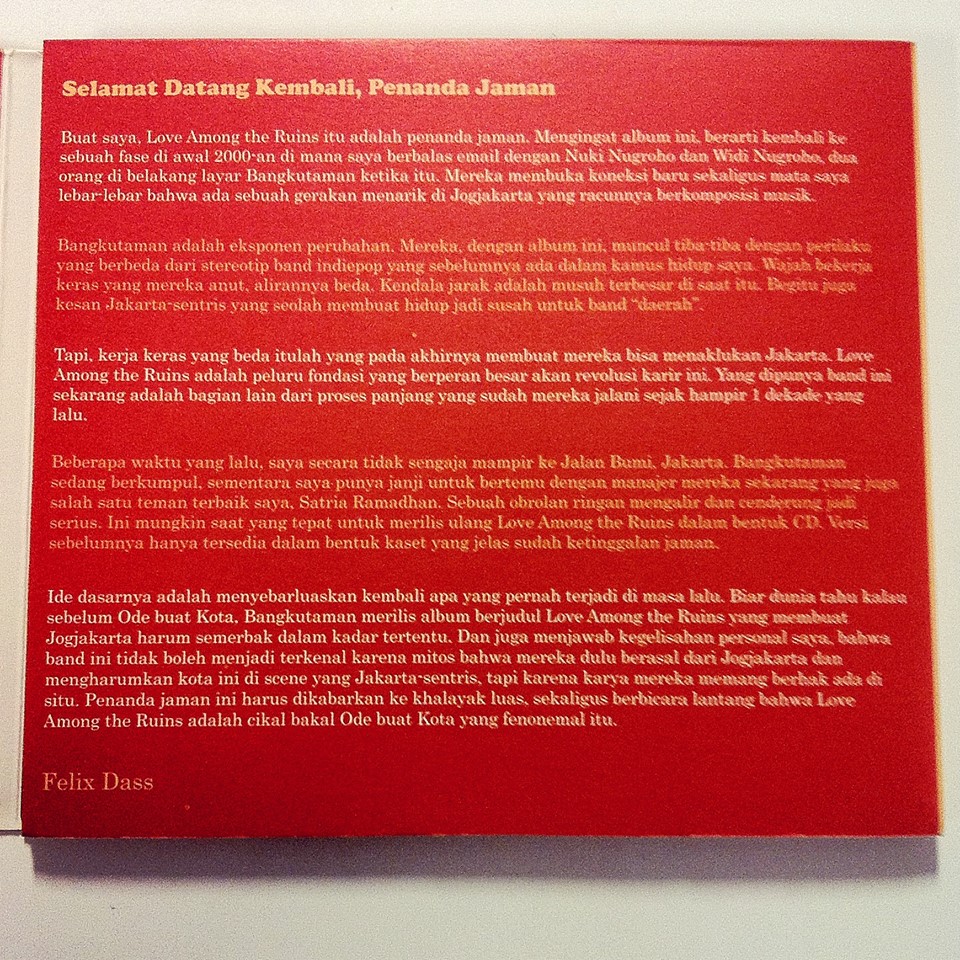 Selamat Datang Kembali, Penanda Jaman
Buat saya, Love Among the Ruins itu adalah penanda jaman. Mengingat album ini, berarti kembali ke
sebuah fase di awal 2000-an di mana saya berbalas email dengan Nuki Nugroho dan Widi Nugroho, dua
orang di belakang layar Bangkutaman ketika itu. Mereka membuka koneksi baru sekaligus mata saya
lebar-lebar bahwa ada sebuah gerakan menarik di Jogjakarta yang racunnya berkomposisi musik.
Bangkutaman adalah eksponen perubahan. Mereka, dengan album ini, muncul tiba-tiba dengan perilaku
yang berbeda dari stereotip band indiepop yang sebelumnya ada dalam kamus hidup saya. Wajah bekerja
keras yang mereka anut, alirannya beda. Kendala jarak adalah musuh terbesar di saat itu. Begitu juga
kesan Jakarta-sentris yang seolah membuat hidup jadi susah untuk band "daerah".
Tapi, kerja keras yang beda itulah yang pada akhirnya membuat mereka bisa menaklukan Jakarta. Love
Among the Ruins adalah peluru fondasi yang berperan besar akan revolusi karir ini. Yang dipunya band ini
sekarang adalah bagian lain dari proses panjang yang sudah mereka jalani sejak hampir 1 dekade yang
lalu.
Beberapa waktu yang lalu, saya secara tidak sengaja mampir ke Jalan Bumi, Jakarta. Bangkutaman
sedang berkumpul, sementara saya punya janji untuk bertemu dengan manajer mereka sekarang yang juga
salah satu teman terbaik saya, Satria Ramadhan. Sebuah obrolan ringan mengalir dan cenderung jadi
serius. Ini mungkin saat yang tepat untuk merilis ulang Love Among the Ruins dalam bentuk CD. Versi
sebelumnya hanya tersedia dalam bentuk kaset yang jelas sudah ketinggalan jaman.
Ide dasarnya adalah menyebarluaskan kembali apa yang pernah terjadi di masa lalu. Biar dunia tahu kalau
sebelum Ode buat Kota, Bangkutaman merilis album berjudul Love Among the Ruins yang membuat
Jogjakarta harum semerbak dalam kadar tertentu. Dan juga menjawab kegelisahan personal saya, bahwa
band ini tidak boleh menjadi terkenal karena mitos bahwa mereka dulu berasal dari Jogjakarta dan
mengharumkan kota ini di scene yang Jakarta-sentris, tapi karena karya mereka memang berhak ada di
situ. Penanda jaman ini harus dikabarkan ke khalayak luas, sekaligus berbicara lantang bahwa Love
Among the Ruins adalah cikal bakal Ode buat Kota yang fenonemal itu.
Felix Dass